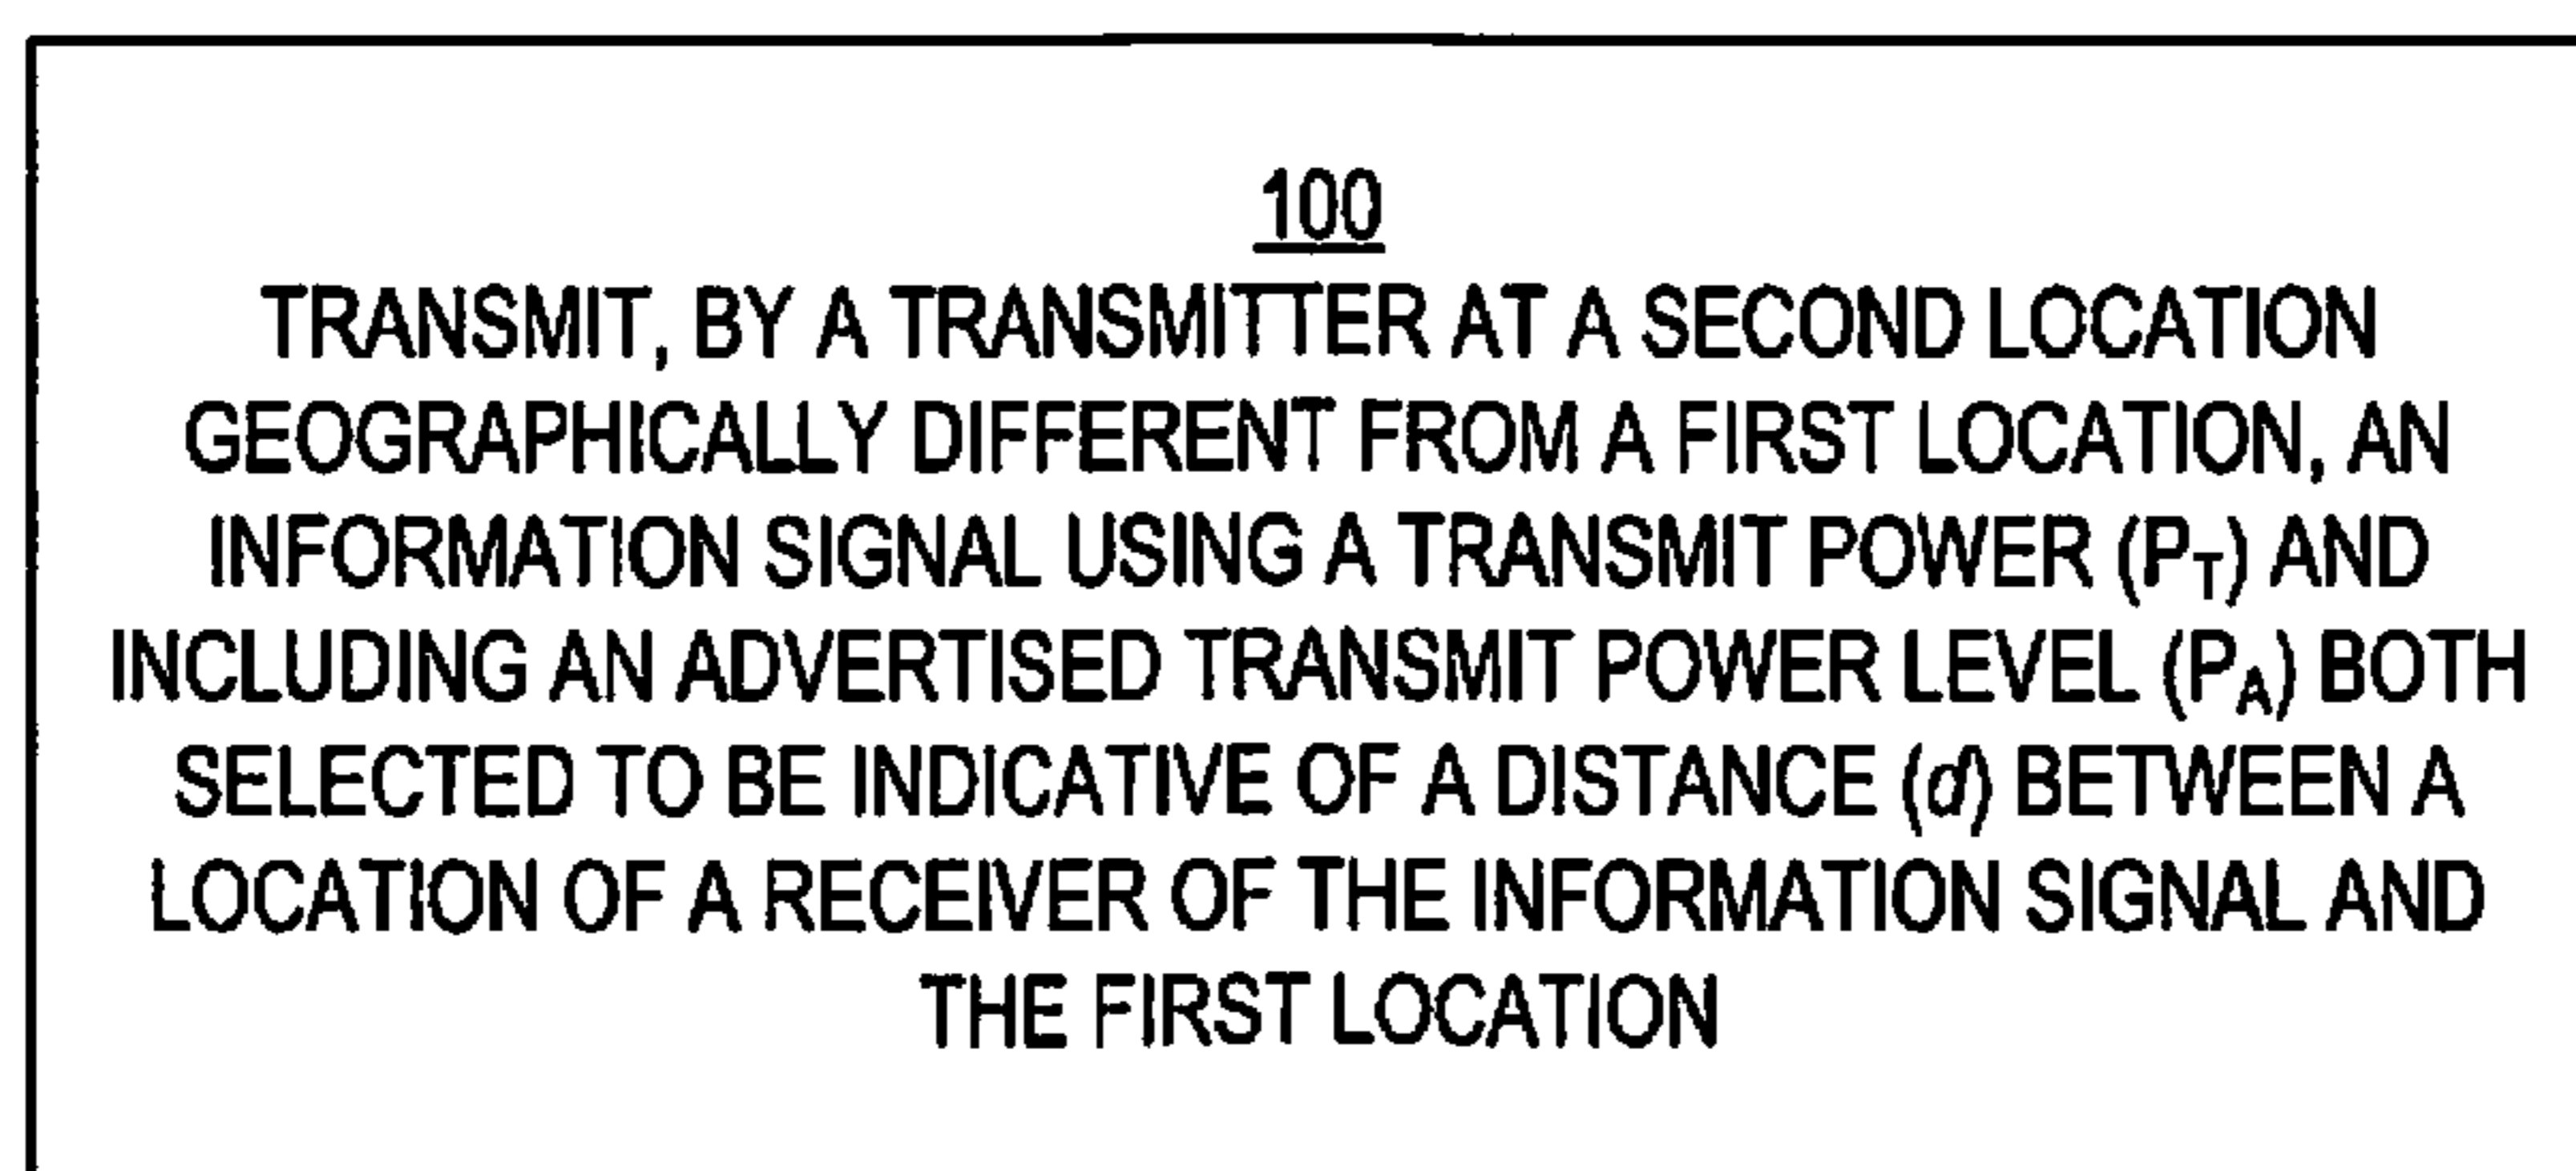 100
TRANSMIT, BY A TRANSMITTER AT A SECOND LOCATION
GEOGRAPHICALLY DIFFERENT FROM A FIRST LOCATION, AN
INFORMATION SIGNAL USING A TRANSMIT POWER (P_T) AND
INCLUDING AN ADVERTISED TRANSMIT POWER LEVEL (P_A) BOTH
SELECTED TO BE INDICATIVE OF A DISTANCE (d) BETWEEN A
LOCATION OF A RECEIVER OF THE INFORMATION SIGNAL AND
THE FIRST LOCATION